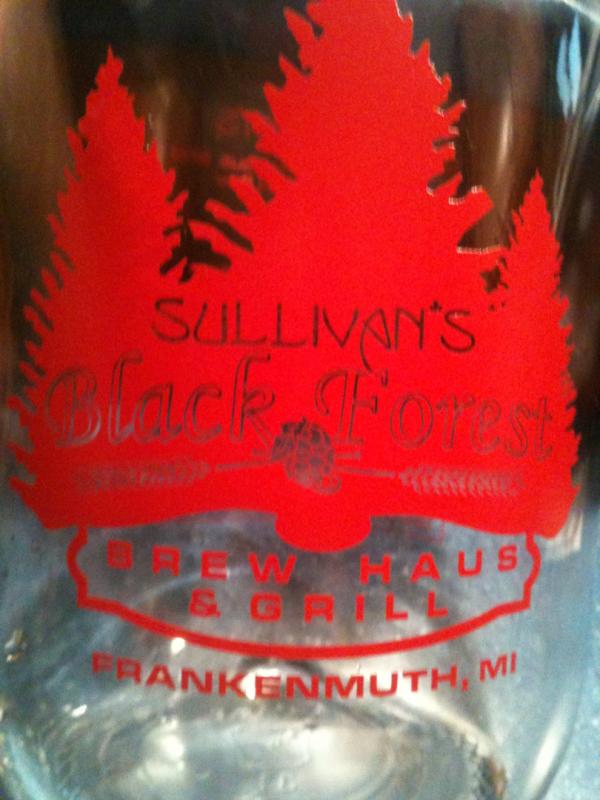 SULLIVAN'S
Black Forest
BREW HAUS
& GRILL
FRANKENMUTH, MI